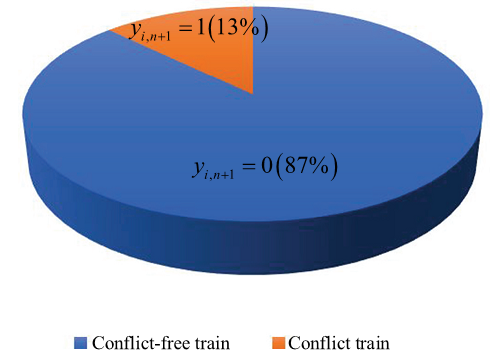 y_{i,n+1} = 1(13%)
y_{i,n+1} = 0(87%)
Conflict-free train
Conflict train